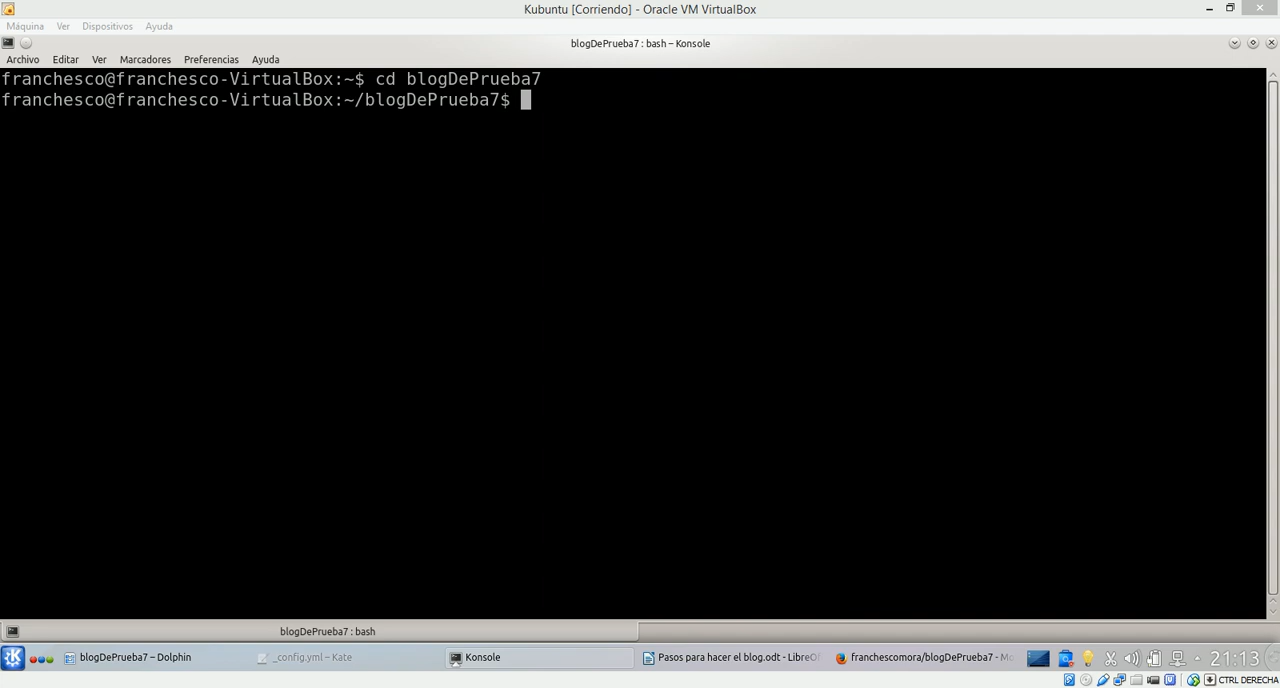 Kubuntu [Corriendo] - Oracle VM VirtualBox
Máquina Ver Dispositivos Ayuda
blogDePrueba7 : bash – Konsole
Archivo Editar Ver Marcadores Preferencias Ayuda
franchesco@franchesco-VirtualBox:~$ cd blogDePrueba7
franchesco@franchesco-VirtualBox:~/blogDePrueba7$
blogDePrueba7 : bash
blogDePrueba7 – Dolphin _config.yml – Kate Konsole Pasos para crear el blog.odt - LibreOf franchescomora/blogDePrueba7 - Mo 21:13
CTRL DERECHA